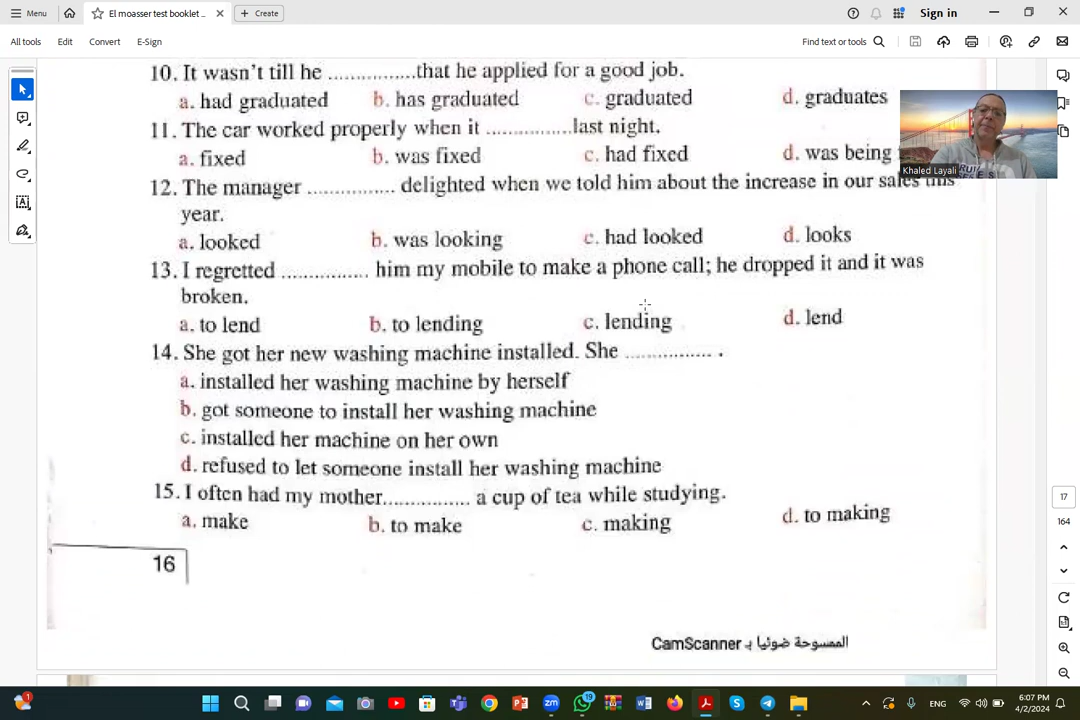 Menu
El moasser test booklet ...
Create
Sign in
All tools
Edit
Convert
E-Sign
Find text or tools
10. It wasn't till he ................that he applied for a good job.
a. had graduated b. has graduated c. graduated d. graduates
11. The car worked properly when it ................last night.
a. fixed b. was fixed c. had fixed d. was being
Khaled Layali
12. The manager ................ delighted when we told him about the increase in our sales this
year.
a. looked b. was looking c. had looked d. looks
13. I regretted ................ him my mobile to make a phone call; he dropped it and it was
broken.
a. to lend b. to lending c. lending d. lend
14. She got her new washing machine installed. She ................ .
a. installed her washing machine by herself
b. got someone to install her washing machine
c. installed her machine on her own
d. refused to let someone install her washing machine
15. I often had my mother................ a cup of tea while studying.
a. make b. to make c. making d. to making
16
17
164
الممسوحة ضوئيا بـ CamScanner
1
19
ENG
6:07 PM
4/2/2024